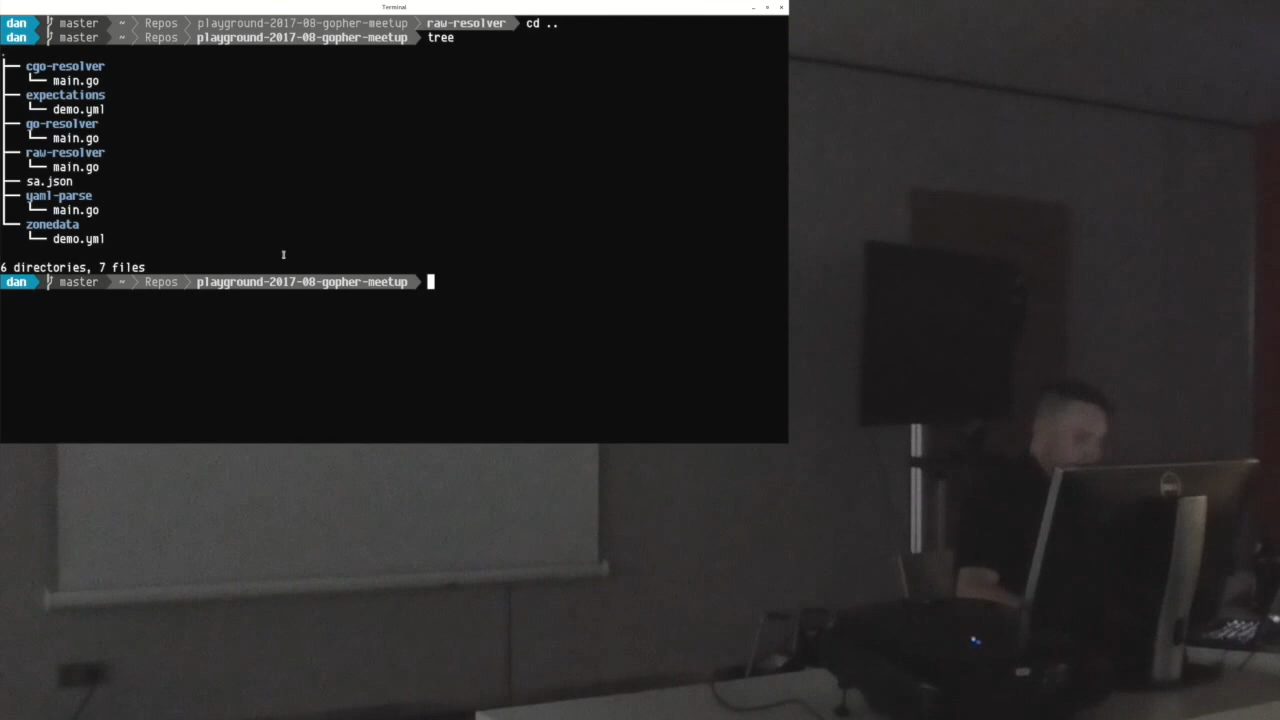 Terminal
dan master ~ Repos playground-2017-08-gopher-meetup raw-resolver cd ..
dan master ~ Repos playground-2017-08-gopher-meetup tree
.
├── cgo-resolver
│   └── main.go
├── expectations
│   └── demo.yml
├── go-resolver
│   └── main.go
├── raw-resolver
│   └── main.go
├── sa.json
├── yaml-parse
│   └── main.go
└── zonedata
    └── demo.yml
6 directories, 7 files
dan master ~ Repos playground-2017-08-gopher-meetup
DELL